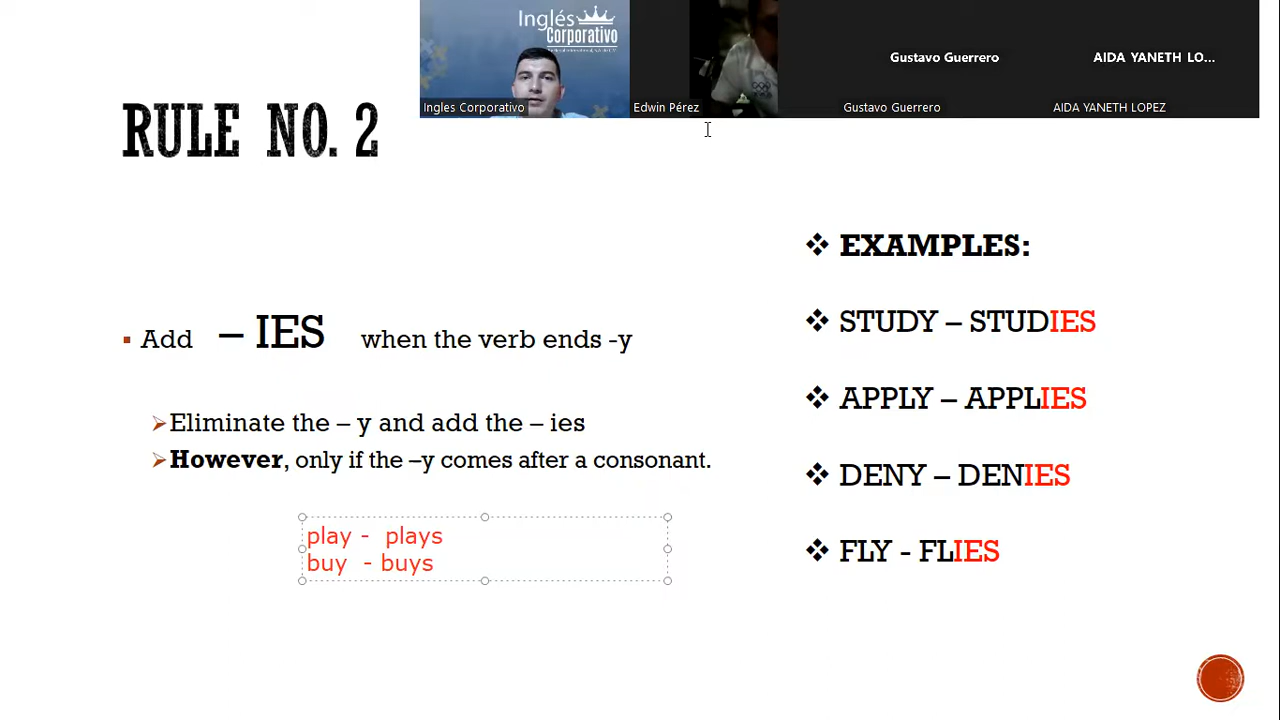 Inglés
Corporativo
Ingles Corporativo
Edwin Pérez
Gustavo Guerrero
Gustavo Guerrero
AIDA YANETH LO...
AIDA YANETH LOPEZ
RULE NO. 2
Add – IES when the verb ends -y
Eliminate the – y and add the – ies
However, only if the –y comes after a consonant.
play - plays
buy - buys
EXAMPLES:
STUDY – STUDIES
APPLY – APPLIES
DENY – DENIES
FLY - FLIES